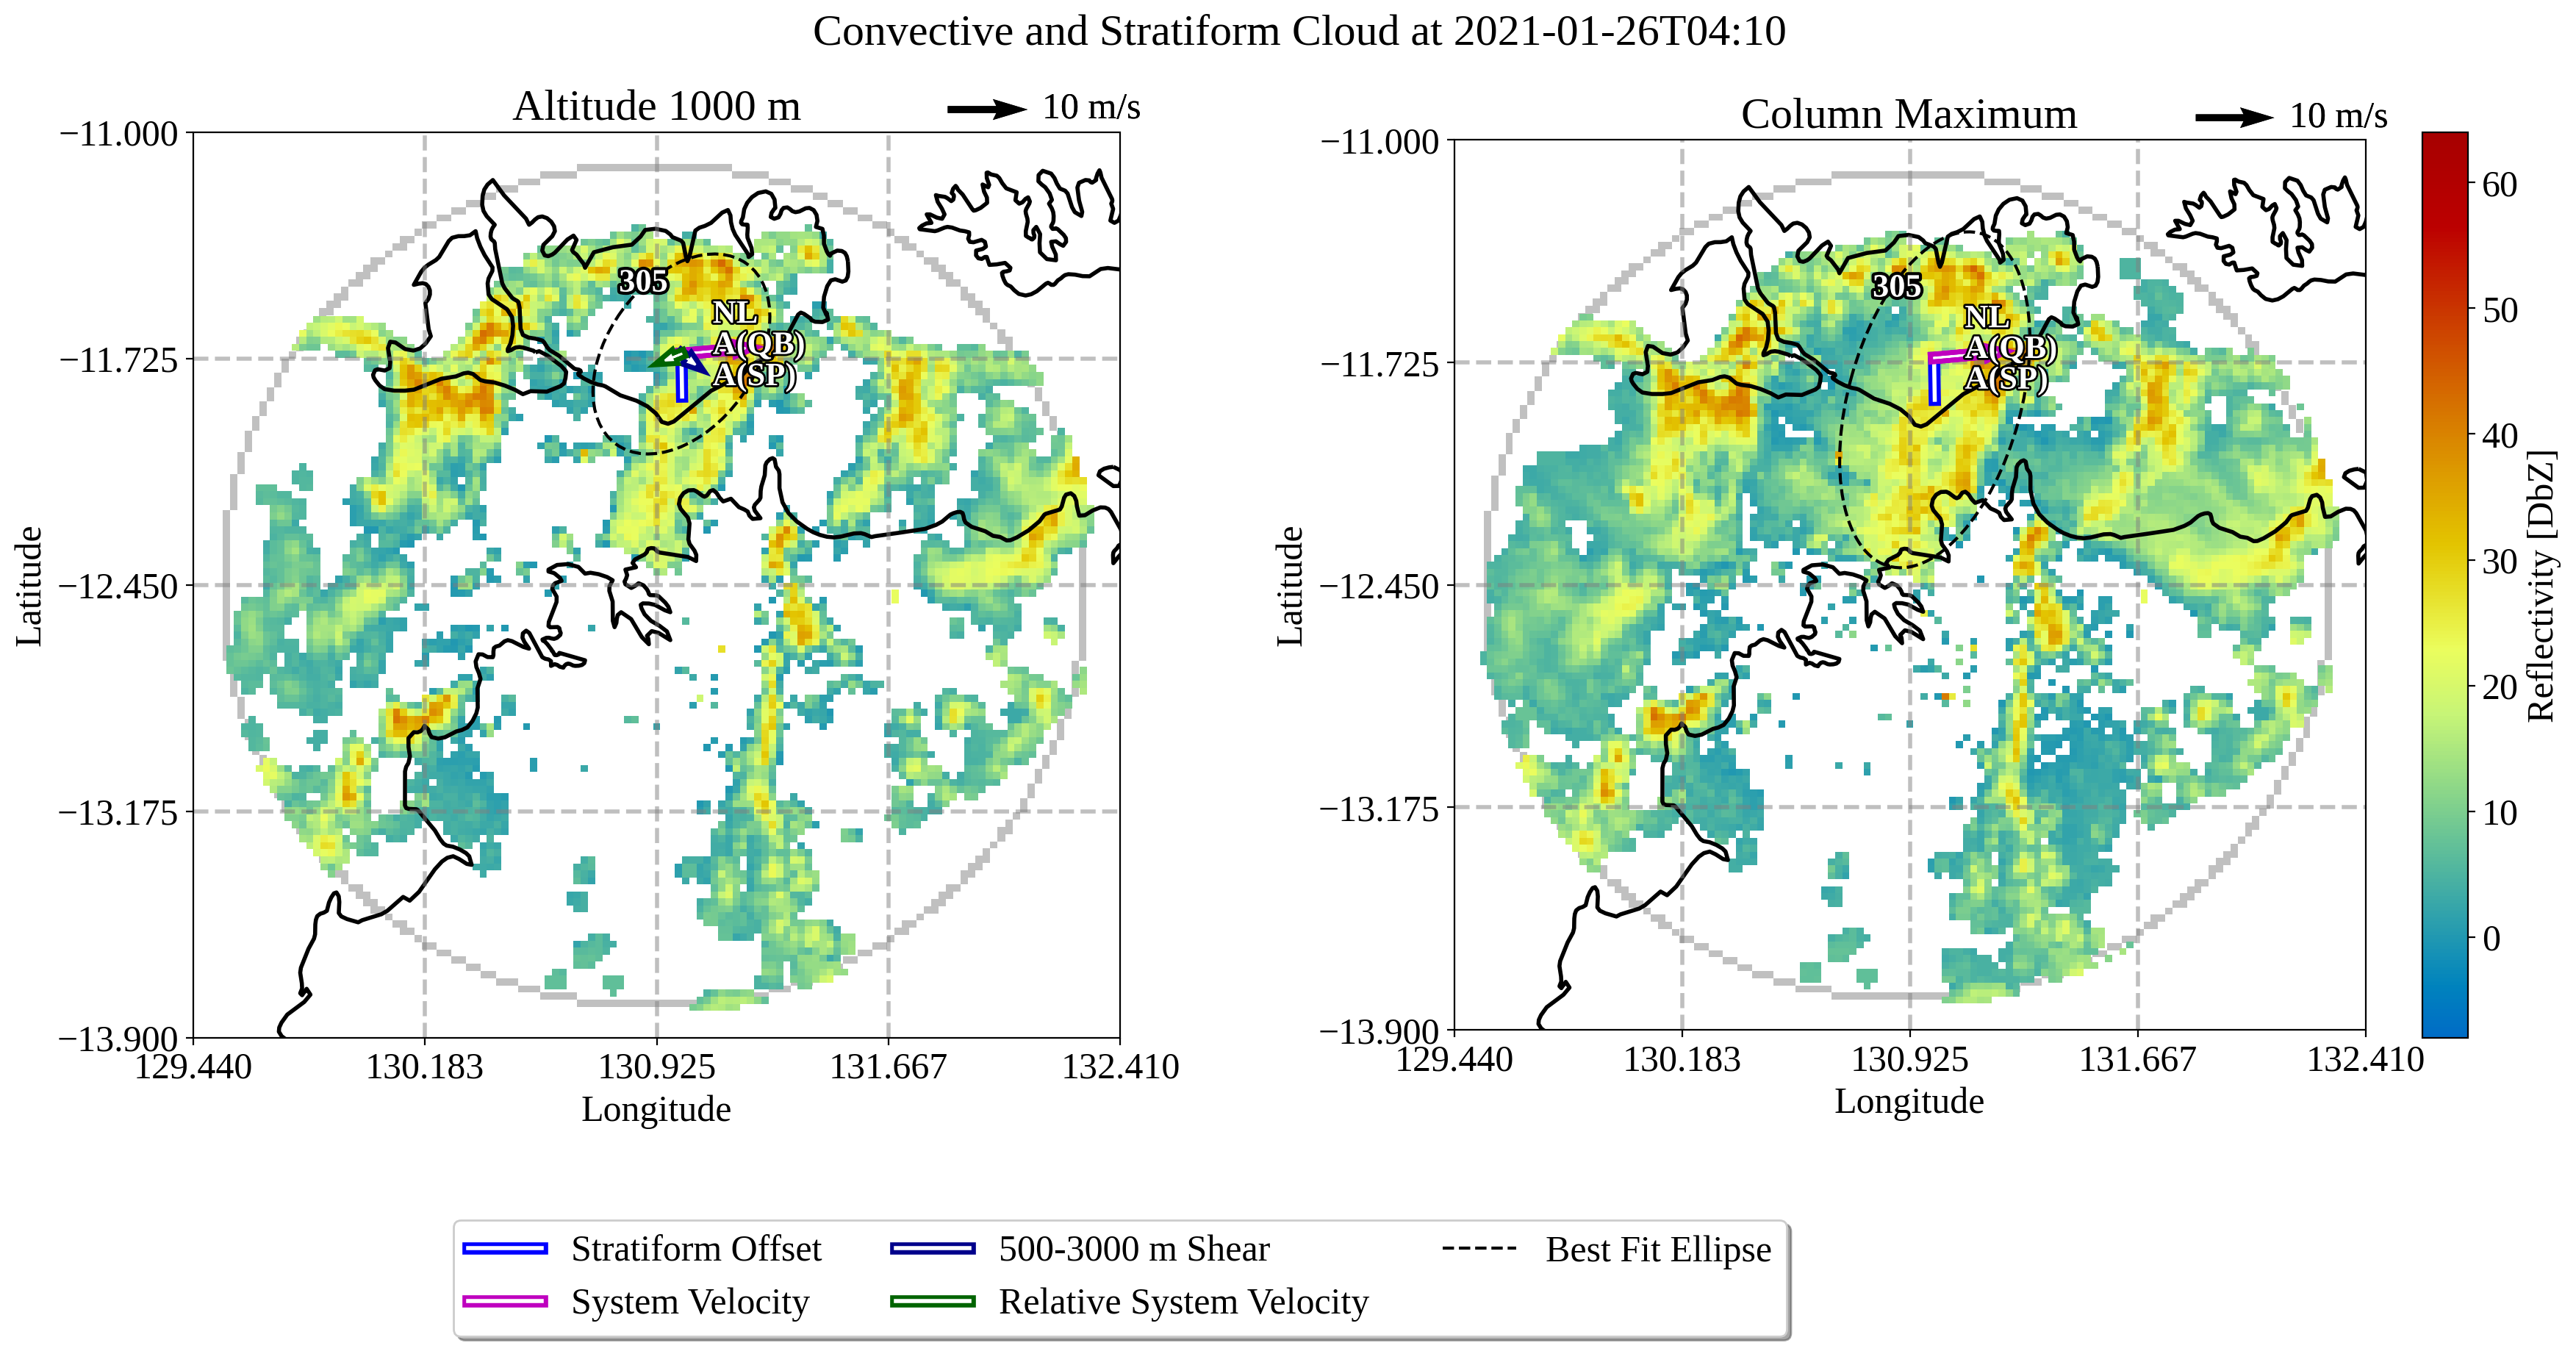 Convective and Stratiform Cloud at 2021-01-26T04:10
Altitude 1000 m
10 m/s
−11.000
−11.725
−12.450
−13.175
−13.900
129.440
130.183
130.925
131.667
132.410
Latitude
Longitude
305
NL
A(QB)
A(SP)
Column Maximum
10 m/s
−11.000
−11.725
−12.450
−13.175
−13.900
129.440
130.183
130.925
131.667
132.410
Latitude
Longitude
305
NL
A(QB)
A(SP)
60
50
40
30
20
10
0
Reflectivity [DbZ]
Stratiform Offset
System Velocity
500-3000 m Shear
Relative System Velocity
Best Fit Ellipse